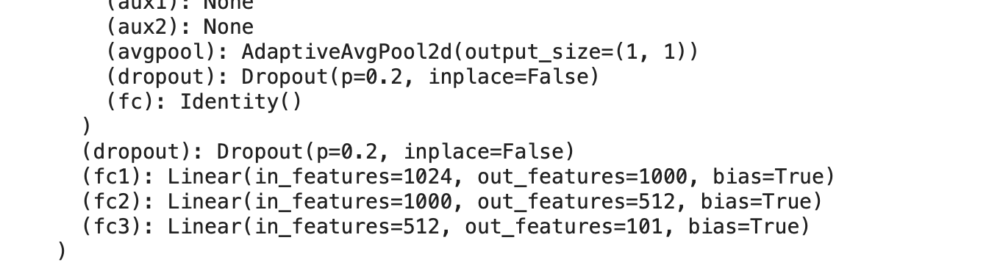 (aux1): None
(aux2): None
(avgpool): AdaptiveAvgPool2d(output_size=(1, 1))
(dropout): Dropout(p=0.2, inplace=False)
(fc): Identity()
)
(dropout): Dropout(p=0.2, inplace=False)
(fc1): Linear(in_features=1024, out_features=1000, bias=True)
(fc2): Linear(in_features=1000, out_features=512, bias=True)
(fc3): Linear(in_features=512, out_features=101, bias=True)
)